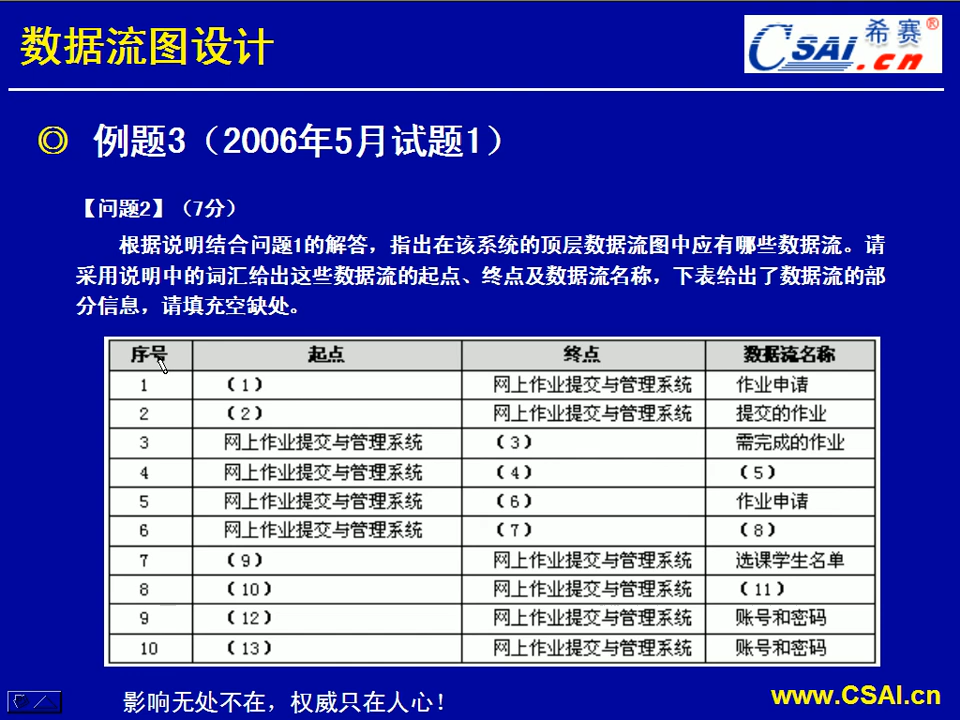 数据流图设计
CSAI 希赛®
.cn
◎ 例题3（2006年5月试题1）
【问题2】（7分）
根据说明结合问题1的解答，指出在该系统的顶层数据流图中应有哪些数据流。请
采用说明中的词汇给出这些数据流的起点、终点及数据流名称，下表给出了数据流的部
分信息，请填充空缺处。
序号 起点 终点 数据流名称
1 （1） 网上作业提交与管理系统 作业申请
2 （2） 网上作业提交与管理系统 提交的作业
3 网上作业提交与管理系统 （3） 需完成的作业
4 网上作业提交与管理系统 （4） （5）
5 网上作业提交与管理系统 （6） 作业申请
6 网上作业提交与管理系统 （7） （8）
7 （9） 网上作业提交与管理系统 选课学生名单
8 （10） 网上作业提交与管理系统 （11）
9 （12） 网上作业提交与管理系统 账号和密码
10 （13） 网上作业提交与管理系统 账号和密码
影响无处不在，权威只在人心！
www.CSAI.cn